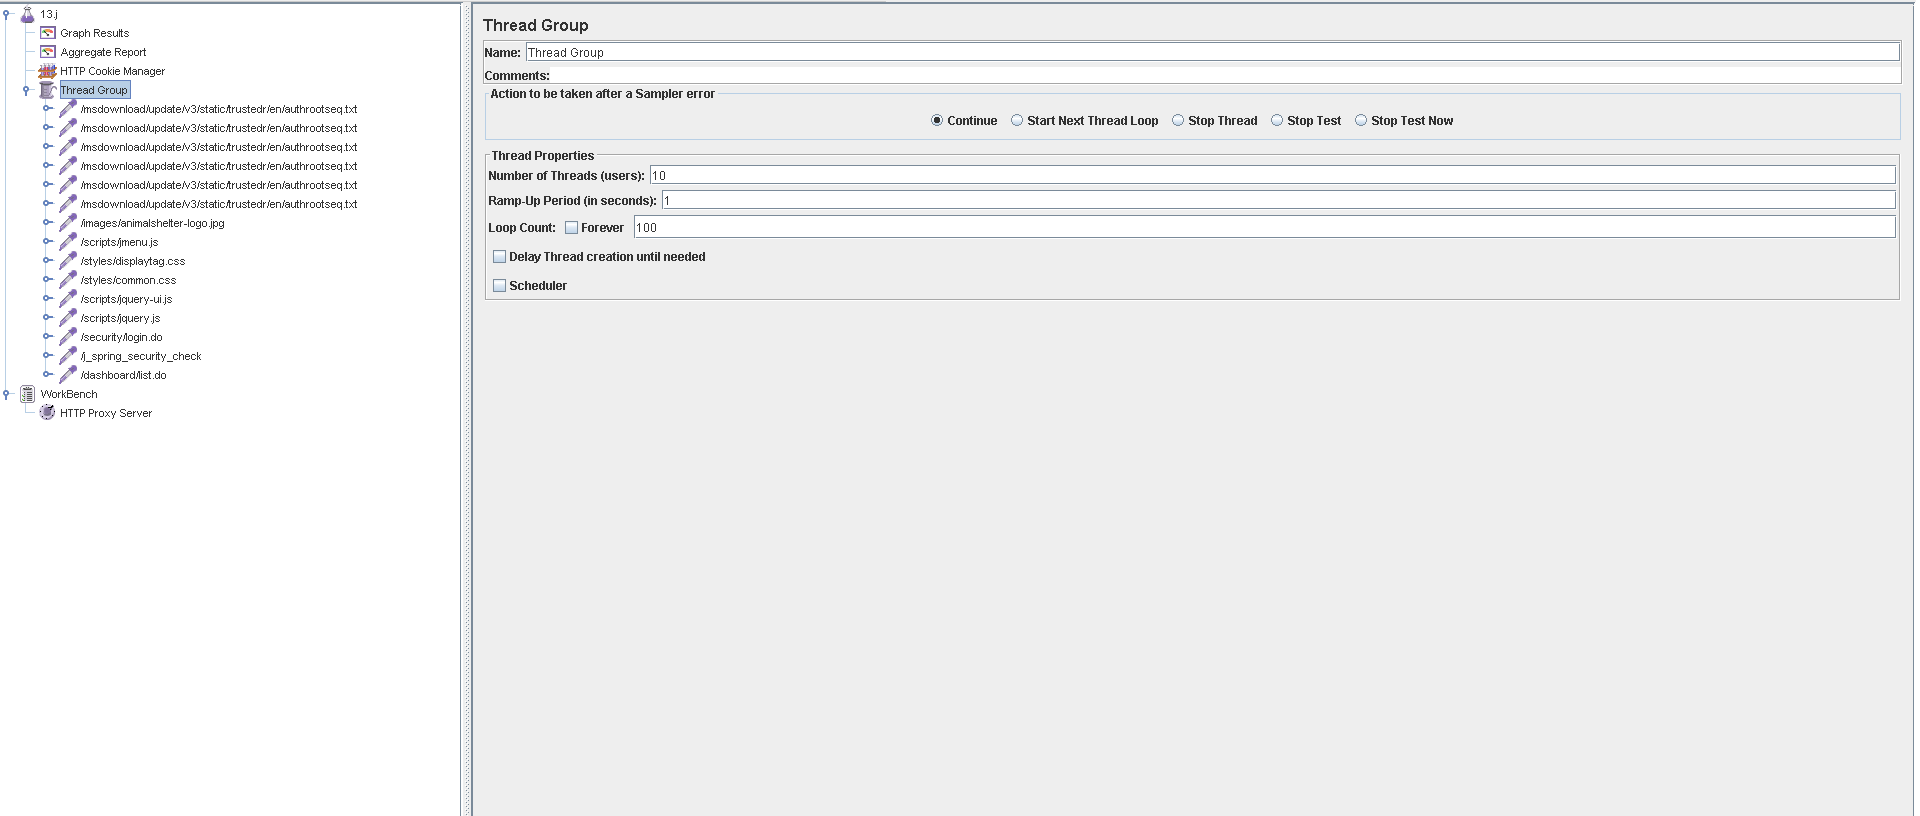 13.j
Graph Results
Aggregate Report
HTTP Cookie Manager
Thread Group
/msdownload/update/v3/static/trustedr/en/authrootseq.txt
/msdownload/update/v3/static/trustedr/en/authrootseq.txt
/msdownload/update/v3/static/trustedr/en/authrootseq.txt
/msdownload/update/v3/static/trustedr/en/authrootseq.txt
/msdownload/update/v3/static/trustedr/en/authrootseq.txt
/msdownload/update/v3/static/trustedr/en/authrootseq.txt
/images/animalshelter-logo.jpg
/scripts/jmenu.js
/styles/displaytag.css
/styles/common.css
/scripts/jquery-ui.js
/scripts/jquery.js
/security/login.do
/j_spring_security_check
/dashboard/list.do
WorkBench
HTTP Proxy Server
Thread Group
Name: Thread Group
Comments:
Action to be taken after a Sampler error
Continue Start Next Thread Loop Stop Thread Stop Test Stop Test Now
Thread Properties
Number of Threads (users): 10
Ramp-Up Period (in seconds): 1
Loop Count: Forever 100
Delay Thread creation until needed
Scheduler